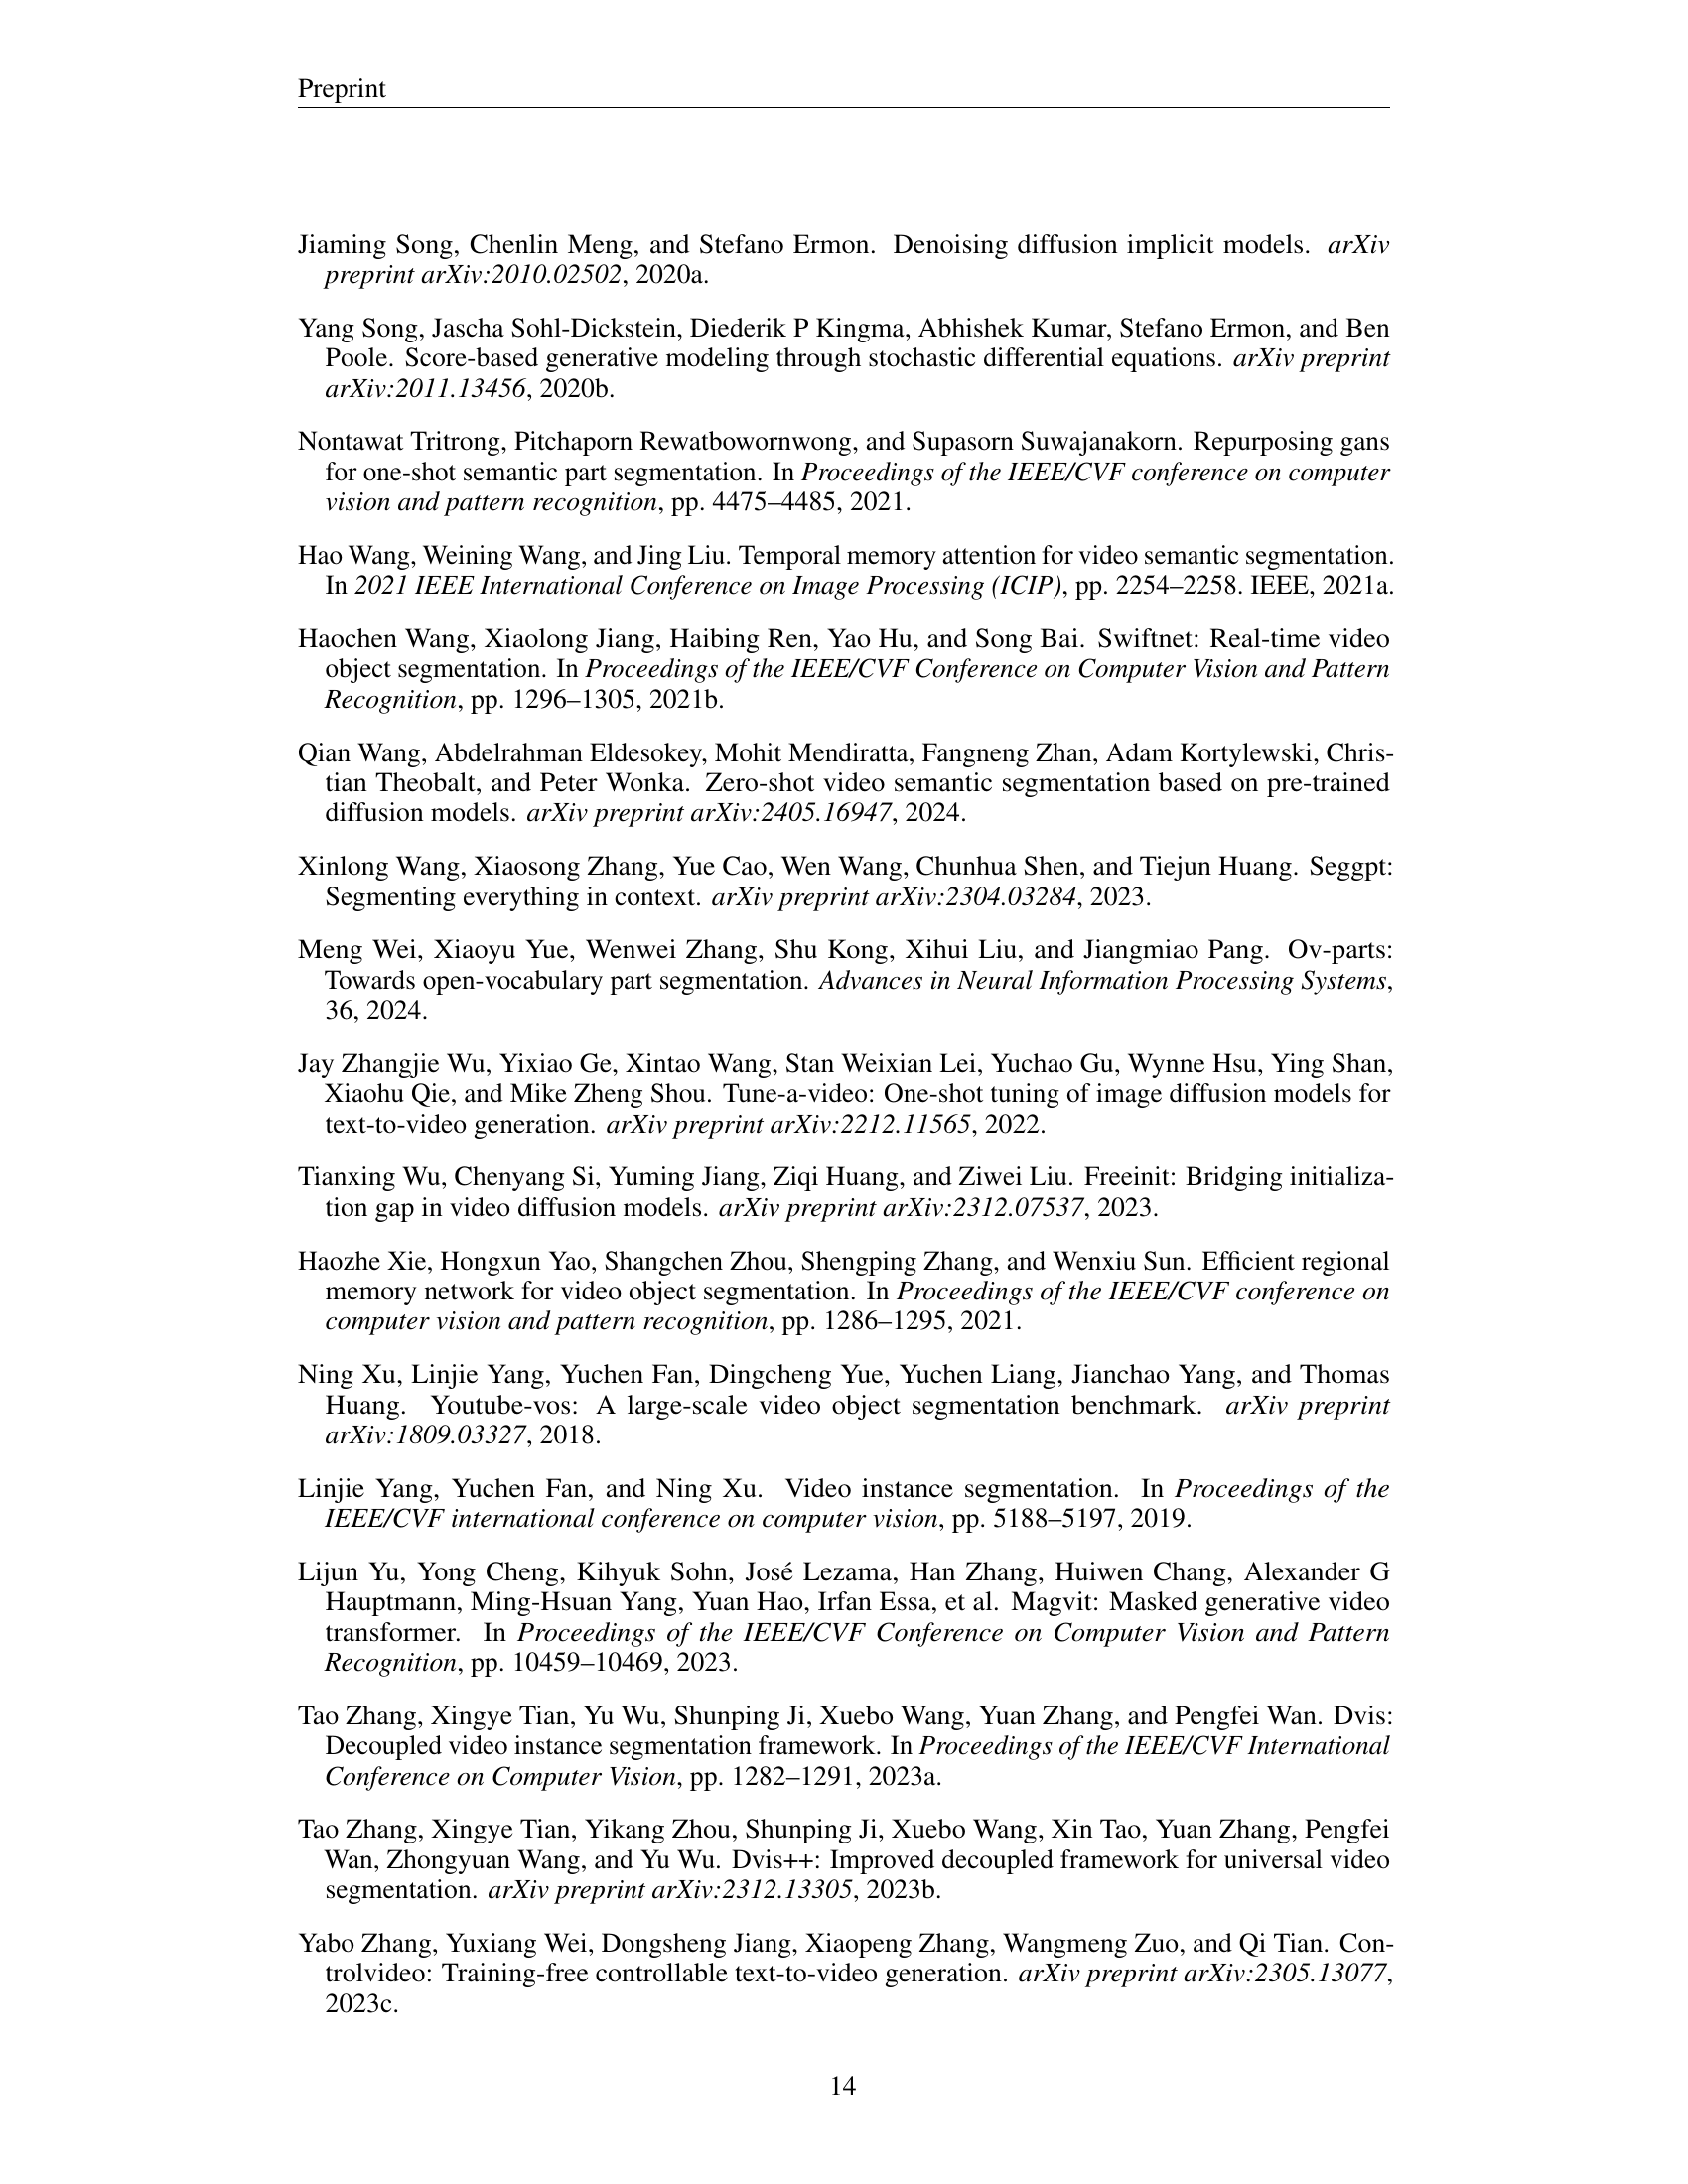 Preprint
Jiaming Song, Chenlin Meng, and Stefano Ermon. Denoising diffusion implicit models. arXiv
preprint arXiv:2010.02502, 2020a.
Yang Song, Jascha Sohl-Dickstein, Diederik P Kingma, Abhishek Kumar, Stefano Ermon, and Ben
Poole. Score-based generative modeling through stochastic differential equations. arXiv preprint
arXiv:2011.13456, 2020b.
Nontawat Tritrong, Pitchaporn Rewatbowornwong, and Supasorn Suwajanakorn. Repurposing gans
for one-shot semantic part segmentation. In Proceedings of the IEEE/CVF conference on computer
vision and pattern recognition, pp. 4475–4485, 2021.
Hao Wang, Weining Wang, and Jing Liu. Temporal memory attention for video semantic segmentation.
In 2021 IEEE International Conference on Image Processing (ICIP), pp. 2254–2258. IEEE, 2021a.
Haochen Wang, Xiaolong Jiang, Haibing Ren, Yao Hu, and Song Bai. Swiftnet: Real-time video
object segmentation. In Proceedings of the IEEE/CVF Conference on Computer Vision and Pattern
Recognition, pp. 1296–1305, 2021b.
Qian Wang, Abdelrahman Eldesokey, Mohit Mendiratta, Fangneng Zhan, Adam Kortylewski, Chris-
tian Theobalt, and Peter Wonka. Zero-shot video semantic segmentation based on pre-trained
diffusion models. arXiv preprint arXiv:2405.16947, 2024.
Xinlong Wang, Xiaosong Zhang, Yue Cao, Wen Wang, Chunhua Shen, and Tiejun Huang. Seggpt:
Segmenting everything in context. arXiv preprint arXiv:2304.03284, 2023.
Meng Wei, Xiaoyu Yue, Wenwei Zhang, Shu Kong, Xihui Liu, and Jiangmiao Pang. Ov-parts:
Towards open-vocabulary part segmentation. Advances in Neural Information Processing Systems,
36, 2024.
Jay Zhangjie Wu, Yixiao Ge, Xintao Wang, Stan Weixian Lei, Yuchao Gu, Wynne Hsu, Ying Shan,
Xiaohu Qie, and Mike Zheng Shou. Tune-a-video: One-shot tuning of image diffusion models for
text-to-video generation. arXiv preprint arXiv:2212.11565, 2022.
Tianxing Wu, Chenyang Si, Yuming Jiang, Ziqi Huang, and Ziwei Liu. Freeinit: Bridging initializa-
tion gap in video diffusion models. arXiv preprint arXiv:2312.07537, 2023.
Haozhe Xie, Hongxun Yao, Shangchen Zhou, Shengping Zhang, and Wenxiu Sun. Efficient regional
memory network for video object segmentation. In Proceedings of the IEEE/CVF conference on
computer vision and pattern recognition, pp. 1286–1295, 2021.
Ning Xu, Linjie Yang, Yuchen Fan, Dingcheng Yue, Yuchen Liang, Jianchao Yang, and Thomas
Huang. Youtube-vos: A large-scale video object segmentation benchmark. arXiv preprint
arXiv:1809.03327, 2018.
Linjie Yang, Yuchen Fan, and Ning Xu. Video instance segmentation. In Proceedings of the
IEEE/CVF international conference on computer vision, pp. 5188–5197, 2019.
Lijun Yu, Yong Cheng, Kihyuk Sohn, José Lezama, Han Zhang, Huiwen Chang, Alexander G
Hauptmann, Ming-Hsuan Yang, Yuan Hao, Irfan Essa, et al. Magvit: Masked generative video
transformer. In Proceedings of the IEEE/CVF Conference on Computer Vision and Pattern
Recognition, pp. 10459–10469, 2023.
Tao Zhang, Xingye Tian, Yu Wu, Shunping Ji, Xuebo Wang, Yuan Zhang, and Pengfei Wan. Dvis:
Decoupled video instance segmentation framework. In Proceedings of the IEEE/CVF International
Conference on Computer Vision, pp. 1282–1291, 2023a.
Tao Zhang, Xingye Tian, Yikang Zhou, Shunping Ji, Xuebo Wang, Xin Tao, Yuan Zhang, Pengfei
Wan, Zhongyuan Wang, and Yu Wu. Dvis++: Improved decoupled framework for universal video
segmentation. arXiv preprint arXiv:2312.13305, 2023b.
Yabo Zhang, Yuxiang Wei, Dongsheng Jiang, Xiaopeng Zhang, Wangmeng Zuo, and Qi Tian. Con-
trolvideo: Training-free controllable text-to-video generation. arXiv preprint arXiv:2305.13077,
2023c.
14